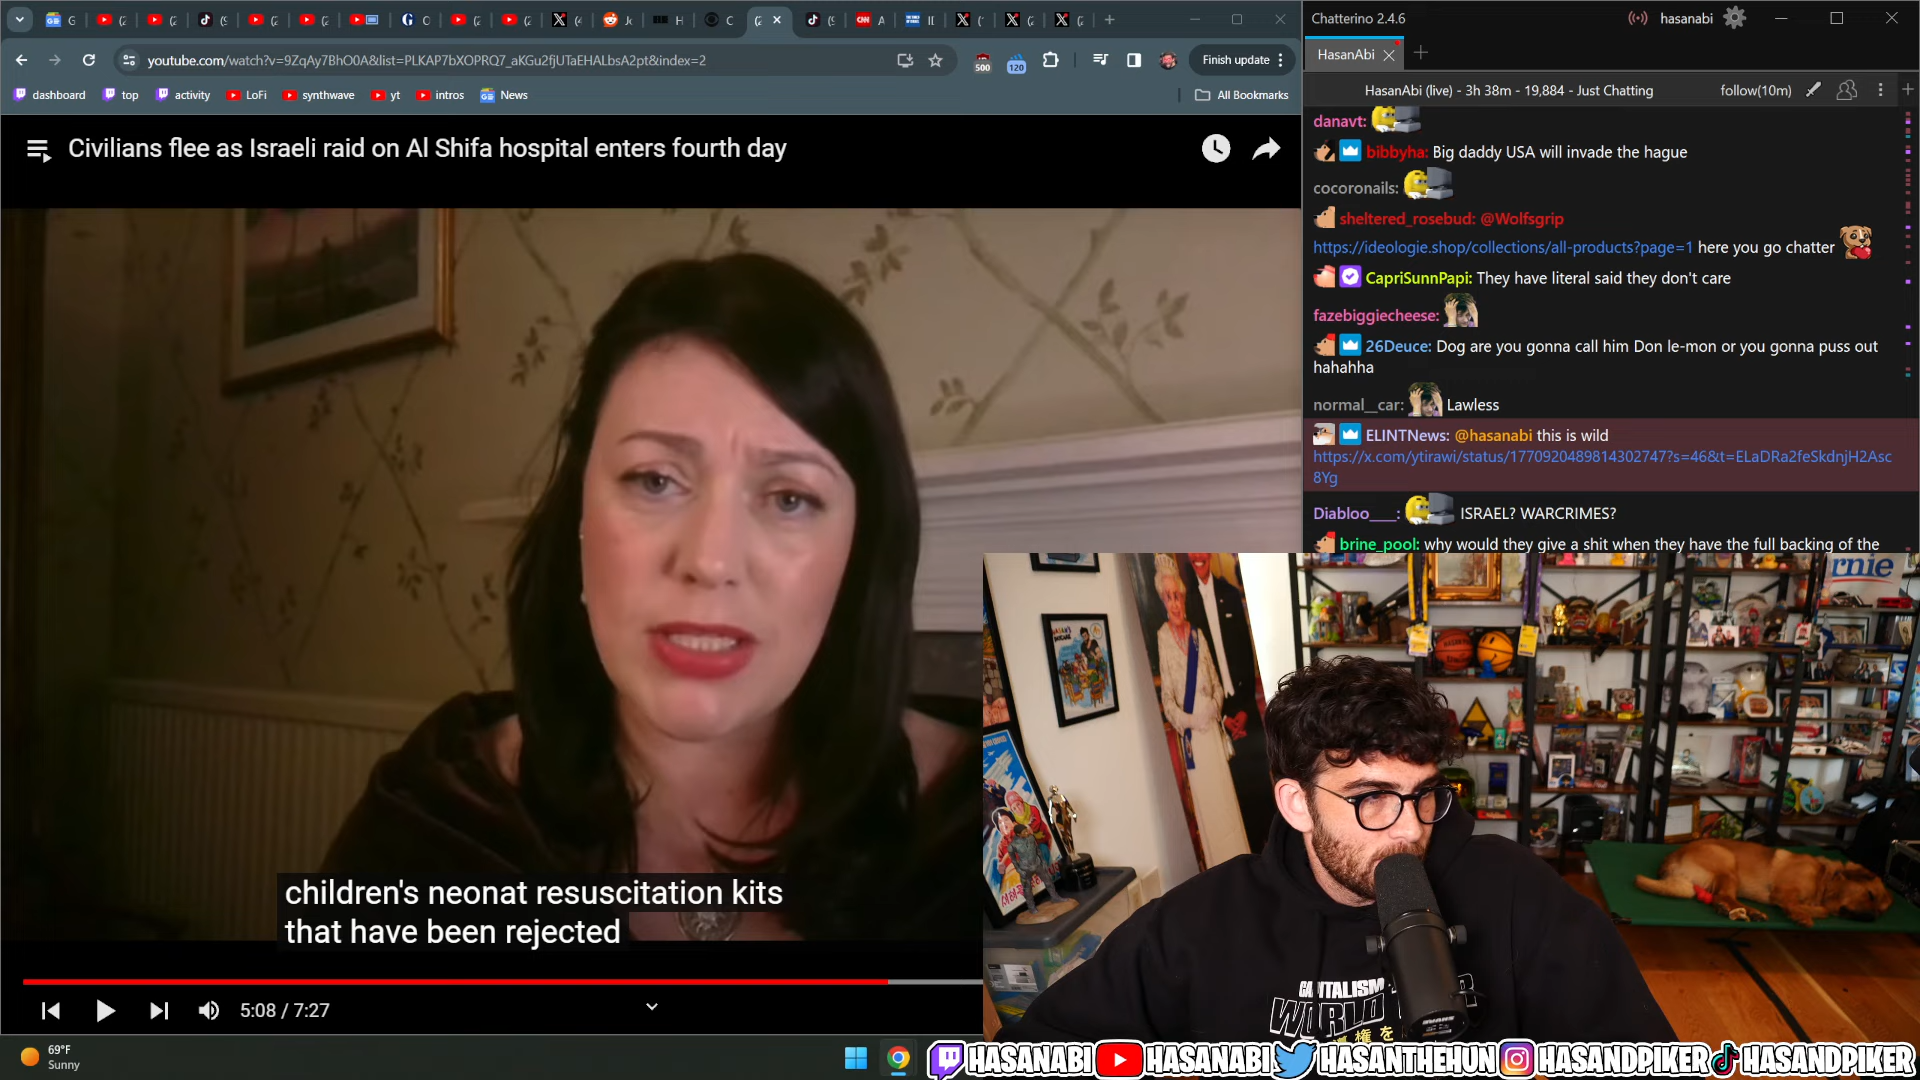 youtube.com/watch?v=9ZqAy7BhO0A&list=PLKAP7bXOPRQ7_aKGu2fjUTaEHALbsA2pt&index=2
500
120
Finish update
dashboard
top
activity
LoFi
synthwave
yt
intros
News
All Bookmarks
Civilians flee as Israeli raid on Al Shifa hospital enters fourth day
children's neonat resuscitation kits
that have been rejected
5:08 / 7:27
69°F
Sunny
Chatterino 2.4.6
hasanabi
HasanAbi
HasanAbi (live) - 3h 38m - 19,884 - Just Chatting
follow(10m)
danavt:
bibbyha: Big daddy USA will invade the hague
cocoronails:
sheltered_rosebud: @Wolfsgrip
https://ideologie.shop/collections/all-products?page=1 here you go chatter
CapriSunnPapi: They have literal said they don't care
fazebiggiecheese:
26Deuce: Dog are you gonna call him Don le-mon or you gonna puss out
hahahha
normal__car: Lawless
ELINTNews: @hasanabi this is wild
https://x.com/ytirawi/status/1770920489814302747?s=46&t=ELaDRa2feSkdnjH2Asc
8Yg
Diabloo___: ISRAEL? WARCRIMES?
brine_pool: why would they give a shit when they have the full backing of the
rnie
CAPITALISM
WORLD
HASANABI
HASANABI
HASANTHEHUN
HASANDPIKER
HASANDPIKER